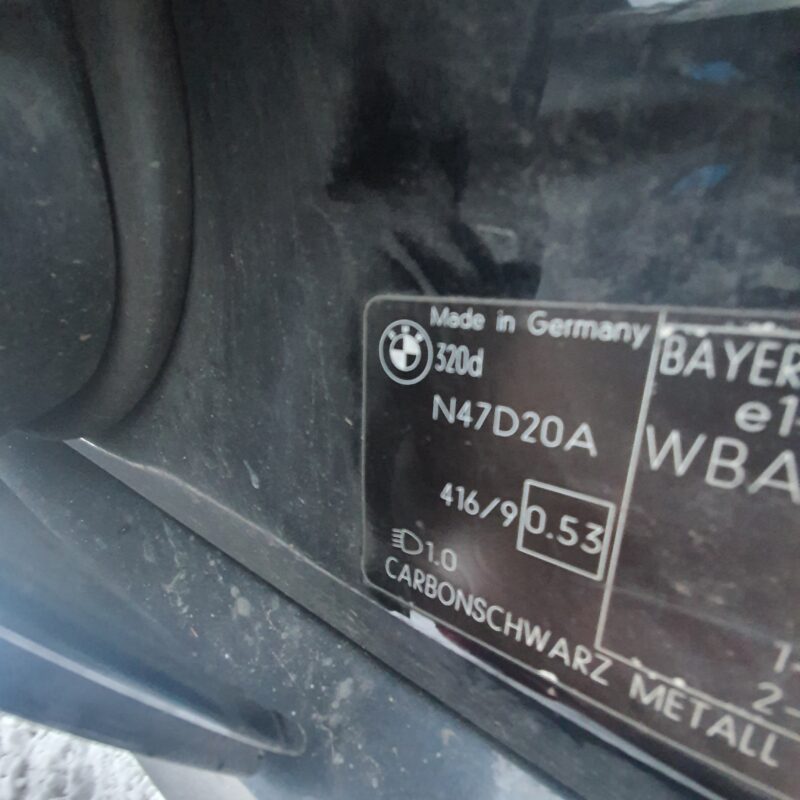 Made in Germany
320d
N47D20A
416/9 0.53
1.0
CARBONSCHWARZ METALL
BAYER
e1
WBA
1-
2-